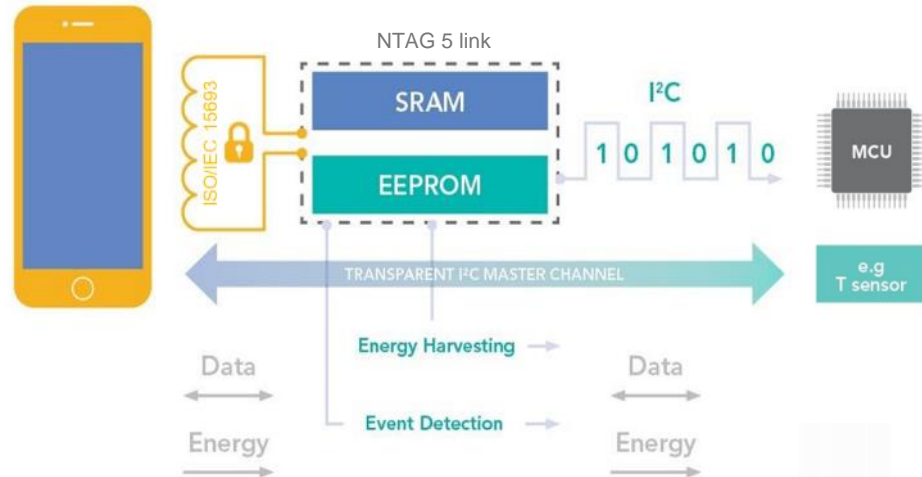 NTAG 5 link
ISO/IEC 15693
SRAM
EEPROM
I²C
1 0 1 0 1 0
MCU
TRANSPARENT I²C MASTER CHANNEL
e.g
T sensor
Energy Harvesting
Data
Data
Event Detection
Energy
Energy